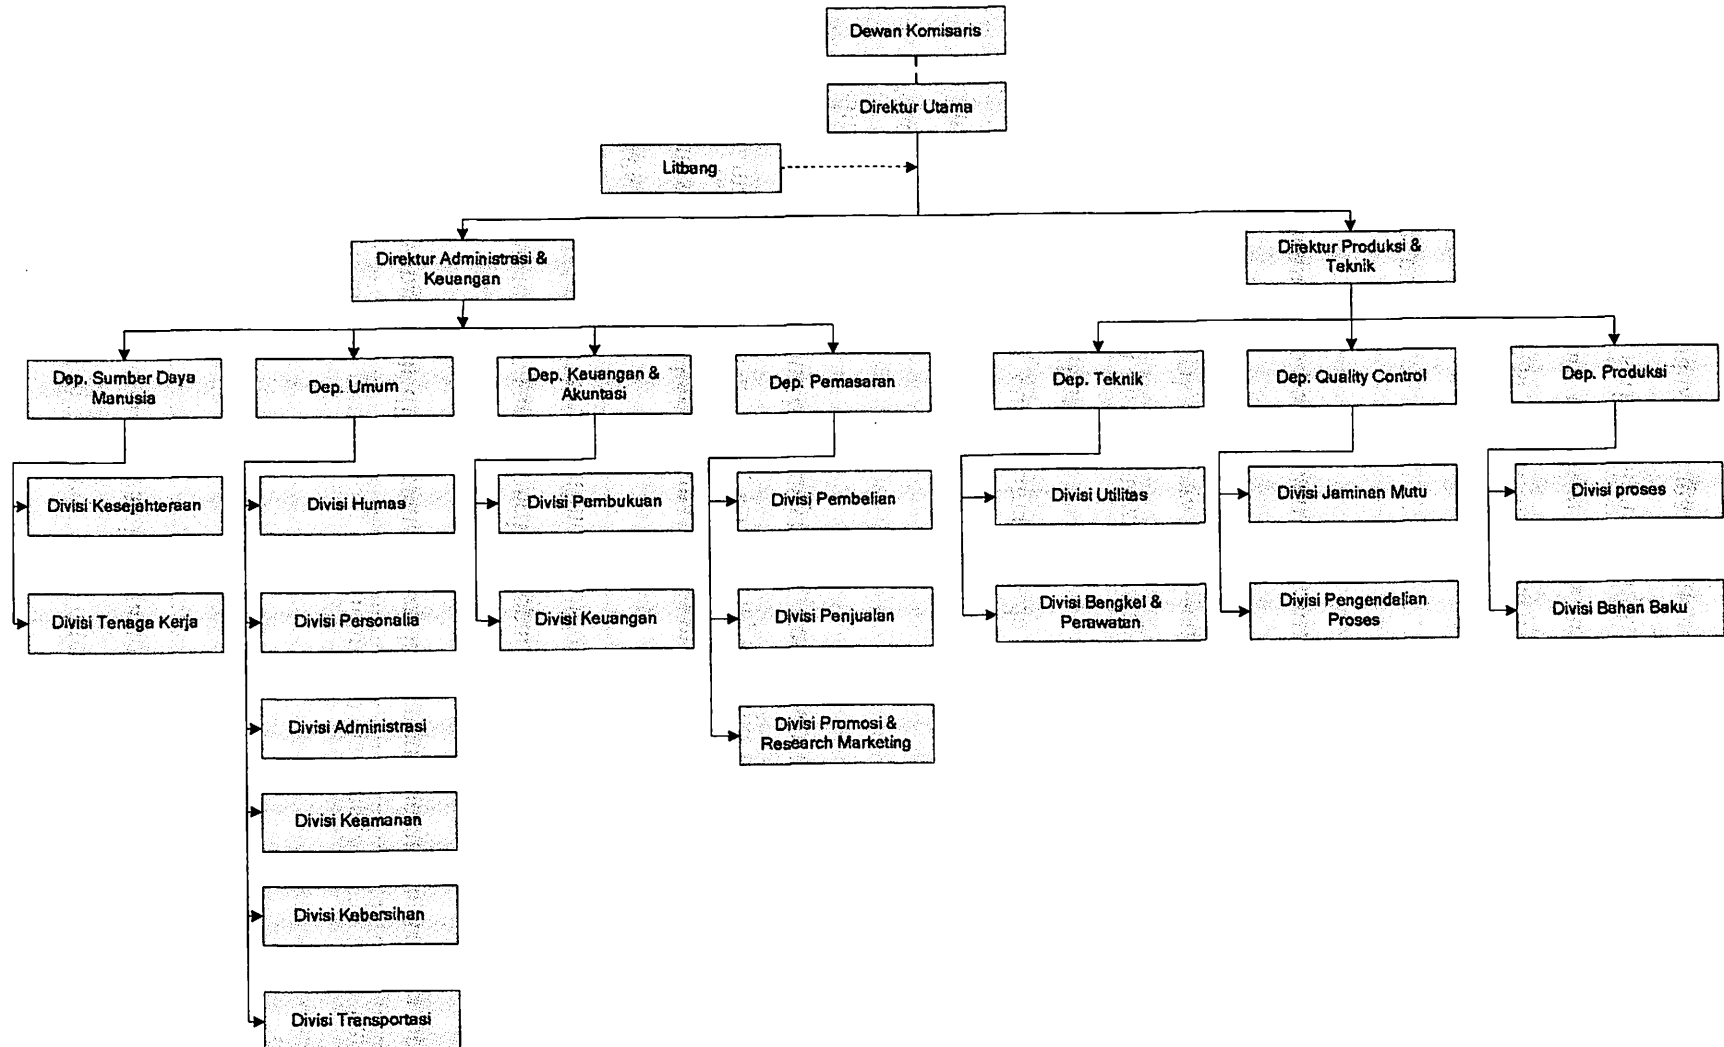 Dewan Komisaris
Direktur Utama
Litbang
Direktur Administrasi &
Keuangan
Direktur Produksi &
Teknik
Dep. Sumber Daya
Manusia
Dep. Umum
Dep. Keuangan &
Akuntasi
Dep. Pemasaran
Dep. Teknik
Dep. Quality Control
Dep. Produksi
Divisi Kesejahteraan
Divisi Humas
Divisi Pembukuan
Divisi Pembelian
Divisi Utilitas
Divisi Jaminan Mutu
Divisi proses
Divisi Tenaga Kerja
Divisi Personalia
Divisi Keuangan
Divisi Penjualan
Divisi Bengkel &
Perawatan
Divisi Pengendalian
Proses
Divisi Bahan Baku
Divisi Administrasi
Divisi Promosi &
Research Marketing
Divisi Keamanan
Divisi Kebersihan
Divisi Transportasi